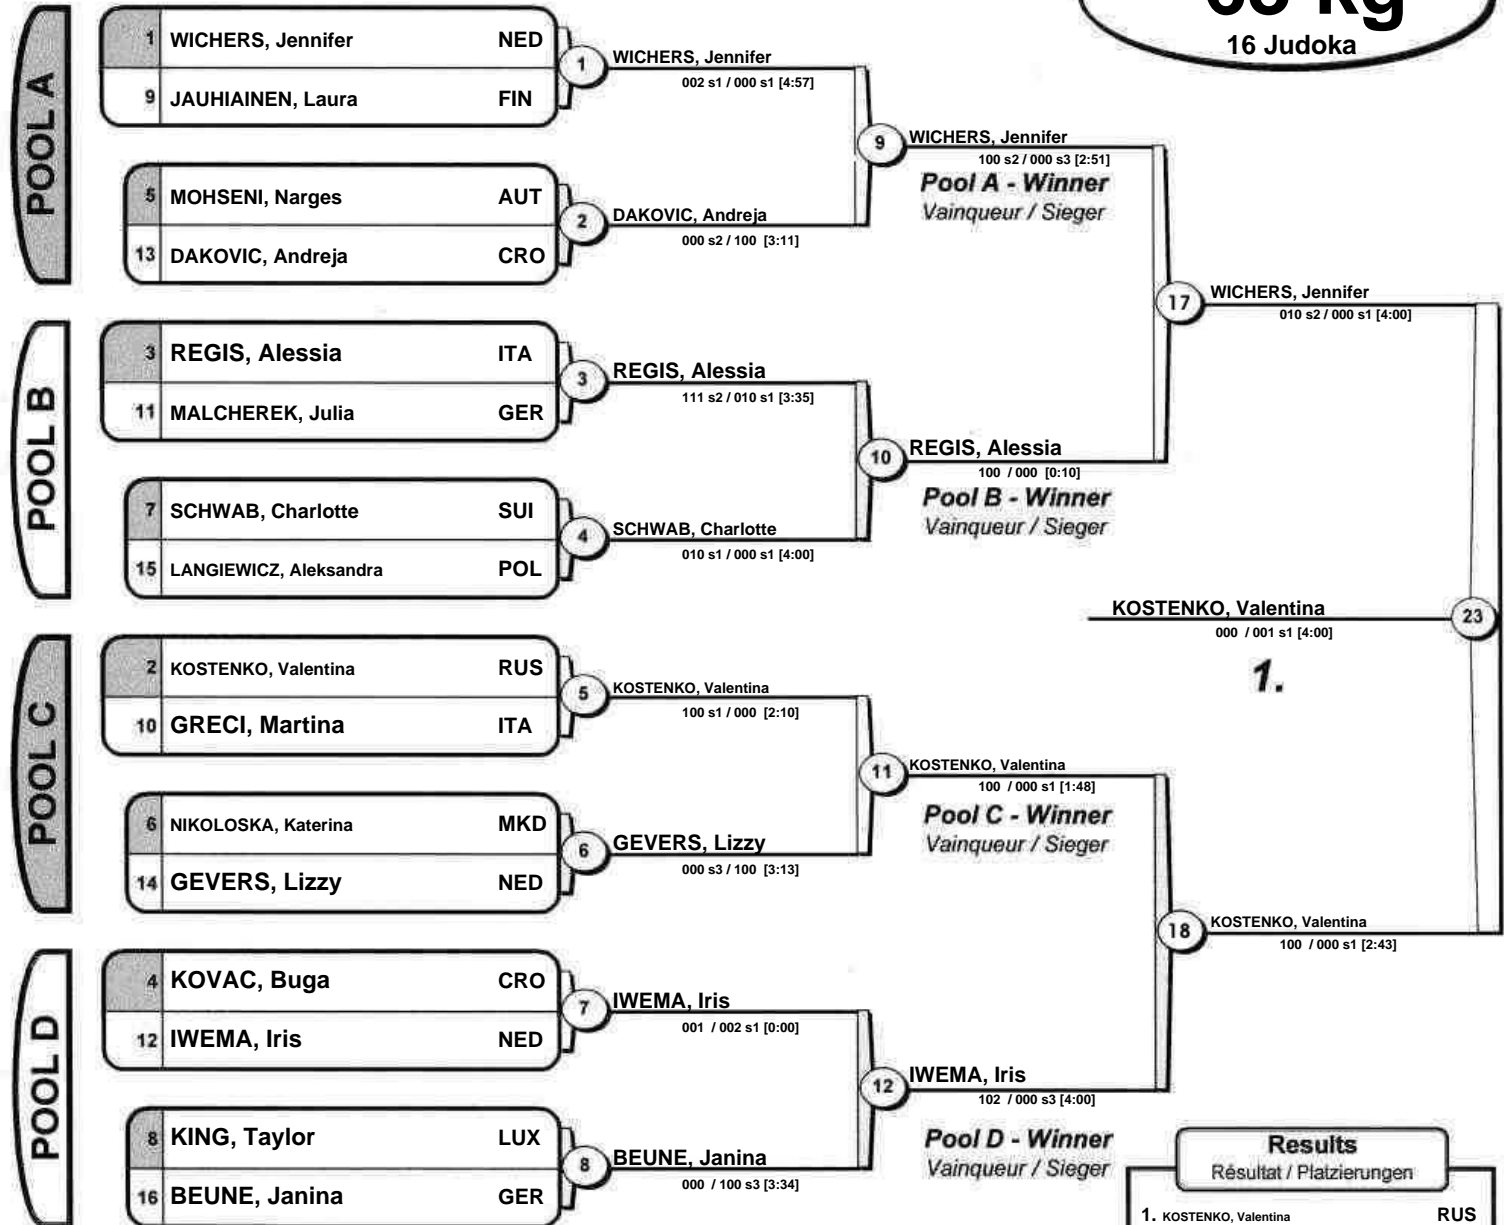 63 kg
16 Judoka
POOL A
1 WICHERS, Jennifer NED
9 JAUHIAINEN, Laura FIN
1
WICHERS, Jennifer
002 s1 / 000 s1 [4:57]
5 MOHSENI, Narges AUT
13 DAKOVIC, Andreja CRO
2
DAKOVIC, Andreja
000 s2 / 100 [3:11]
9
WICHERS, Jennifer
100 s2 / 000 s3 [2:51]
Pool A - Winner
Vainqueur / Sieger
POOL B
3 REGIS, Alessia ITA
11 MALCHEREK, Julia GER
3
REGIS, Alessia
111 s2 / 010 s1 [3:35]
7 SCHWAB, Charlotte SUI
15 LANGIEWICZ, Aleksandra POL
4
SCHWAB, Charlotte
010 s1 / 000 s1 [4:00]
10
REGIS, Alessia
100 / 000 [0:10]
Pool B - Winner
Vainqueur / Sieger
17
WICHERS, Jennifer
010 s2 / 000 s1 [4:00]
KOSTENKO, Valentina
000 / 001 s1 [4:00]
23
1.
POOL C
2 KOSTENKO, Valentina RUS
10 GRECI, Martina ITA
5
KOSTENKO, Valentina
100 s1 / 000 [2:10]
6 NIKOLOSKA, Katerina MKD
14 GEVERS, Lizzy NED
6
GEVERS, Lizzy
000 s3 / 100 [3:13]
11
KOSTENKO, Valentina
100 / 000 s1 [1:48]
Pool C - Winner
Vainqueur / Sieger
18
KOSTENKO, Valentina
100 / 000 s1 [2:43]
POOL D
4 KOVAC, Buga CRO
12 IWEMA, Iris NED
7
IWEMA, Iris
001 / 002 s1 [0:00]
8 KING, Taylor LUX
16 BEUNE, Janina GER
8
BEUNE, Janina
000 / 100 s3 [3:34]
12
IWEMA, Iris
102 / 000 s3 [4:00]
Pool D - Winner
Vainqueur / Sieger
Results
Résultat / Platzierungen
1. KOSTENKO, Valentina RUS